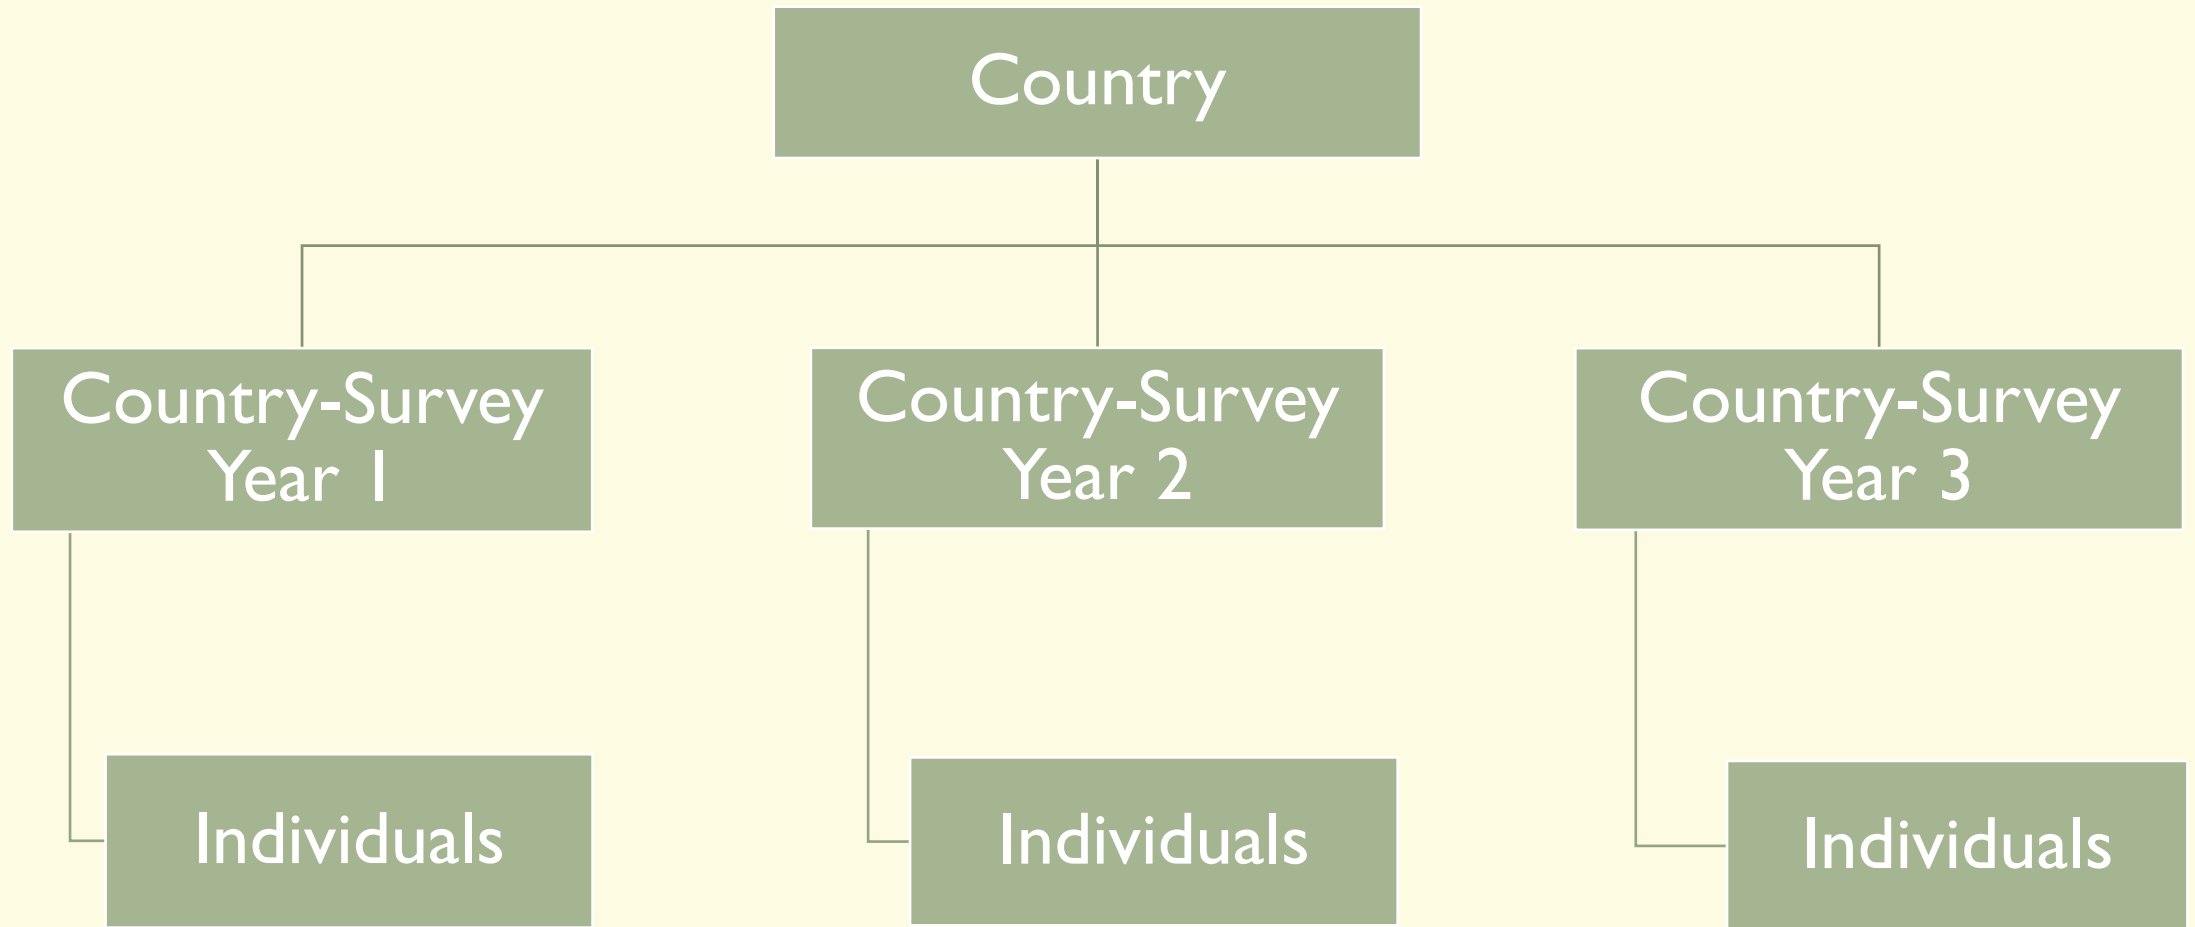 Country
Country-Survey
Year 1
Country-Survey
Year 2
Country-Survey
Year 3
Individuals
Individuals
Individuals